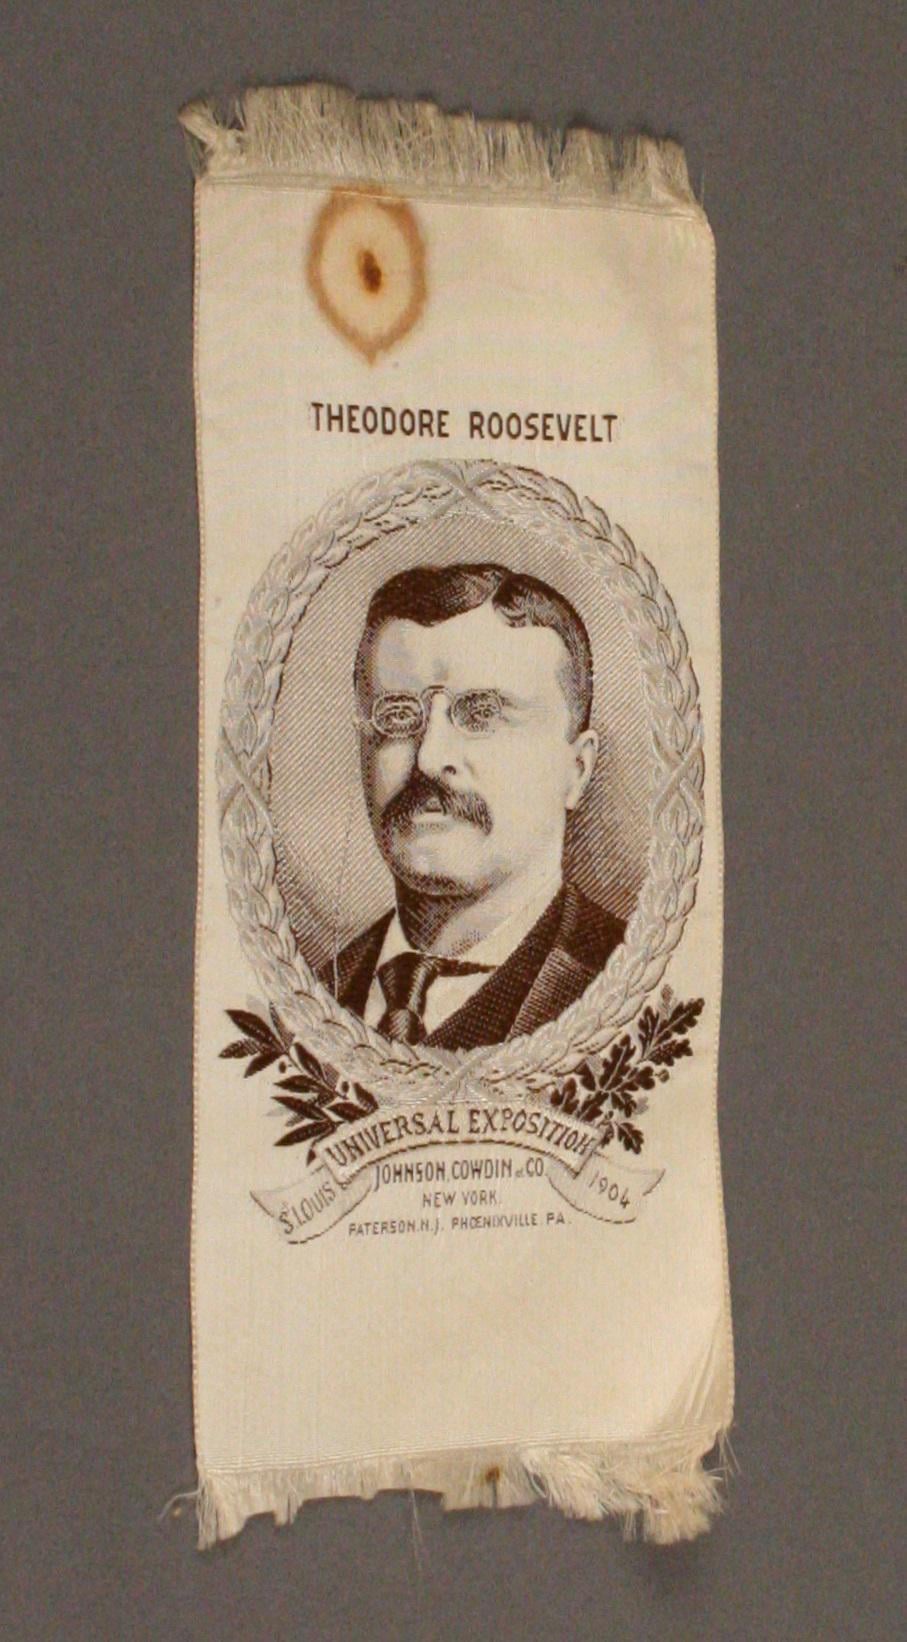 THEODORE ROOSEVELT
UNIVERSAL EXPOSITION
St LOUIS
1904
JOHNSON, COWDIN & CO.
NEW YORK.
PATERSON, N.J. PHOENIXVILLE, PA.